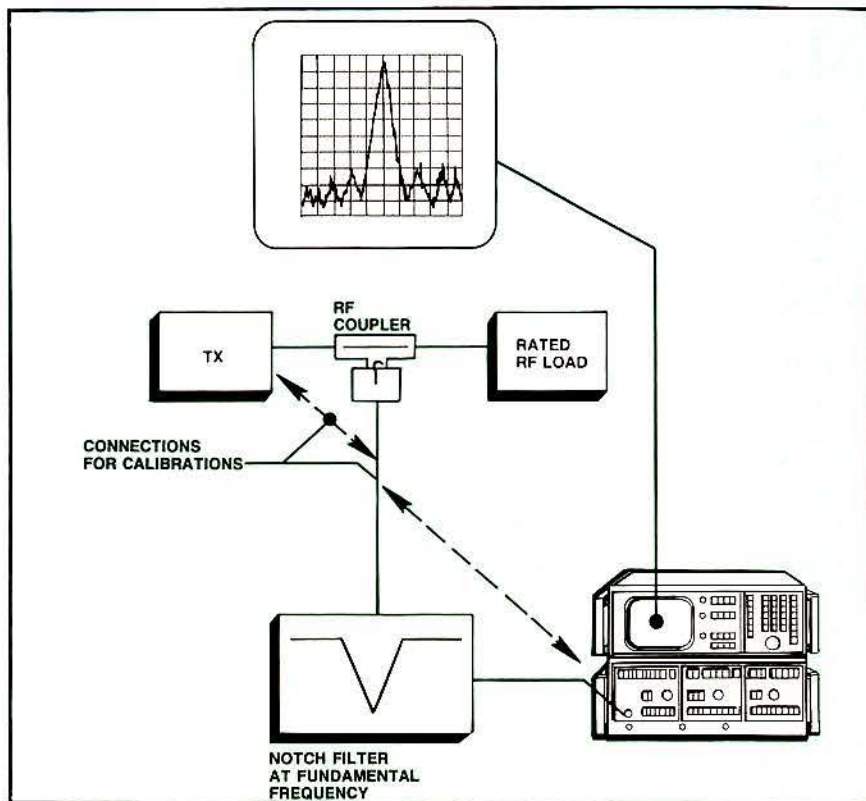 RF
COUPLER
TX
RATED
RF LOAD
CONNECTIONS
FOR CALIBRATIONS
NOTCH FILTER
AT FUNDAMENTAL
FREQUENCY